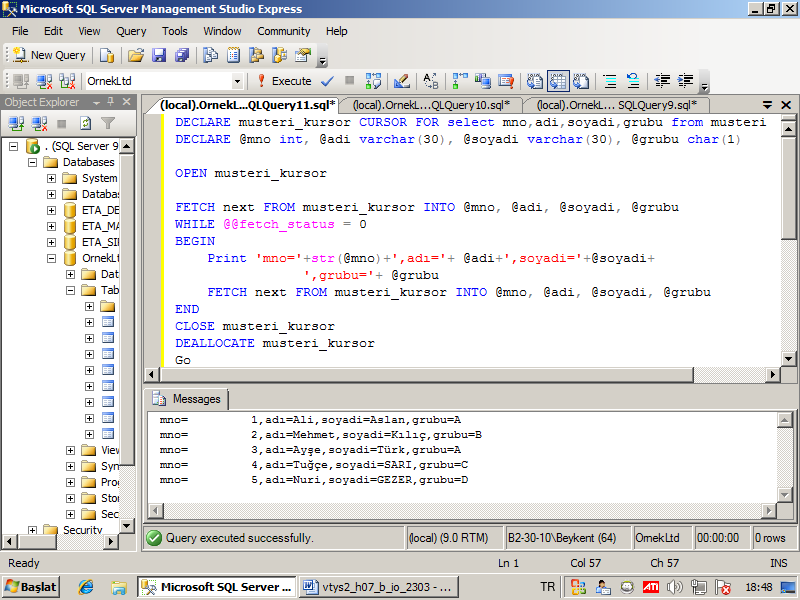 Microsoft SQL Server Management Studio Express
File Edit View Query Tools Window Community Help
New Query
OrnekLtd Execute
Object Explorer
(local).OrnekL...QLQuery11.sql* (local).OrnekL...QLQuery10.sql* (local).OrnekL... SQLQuery9.sql*
. (SQL Server 9
Databases
System
Databas
ETA_DE
ETA_MA
ETA_SI
OrnekLt
Dat
Tab
View
Syn
Pro
Stor
Sec
Security
DECLARE musteri_kursor CURSOR FOR select mno,adi,soyadi,grubu from musteri
DECLARE @mno int, @adi varchar(30), @soyadi varchar(30), @grubu char(1)
OPEN musteri_kursor
FETCH next FROM musteri_kursor INTO @mno, @adi, @soyadi, @grubu
WHILE @@fetch_status = 0
BEGIN
Print 'mno='+str(@mno)+',adı='+ @adi+',soyadi='+@soyadi+
',grubu='+ @grubu
FETCH next FROM musteri_kursor INTO @mno, @adi, @soyadi, @grubu
END
CLOSE musteri_kursor
DEALLOCATE musteri_kursor
Go
Messages
mno= 1,adı=Ali,soyadi=Aslan,grubu=A
mno= 2,adı=Mehmet,soyadi=Kılıç,grubu=B
mno= 3,adı=Ayşe,soyadi=Türk,grubu=A
mno= 4,adı=Tuğçe,soyadi=SARI,grubu=C
mno= 5,adı=Nuri,soyadi=GEZER,grubu=D
Query executed successfully. (local) (9.0 RTM) B2-30-10\Beykent (64) OrnekLtd 00:00:00 0 rows
Ready Ln 1 Col 57 Ch 57 INS
Başlat Microsoft SQL Server ... vtys2_h07_b_io_2303 - ... TR ATI 18:48